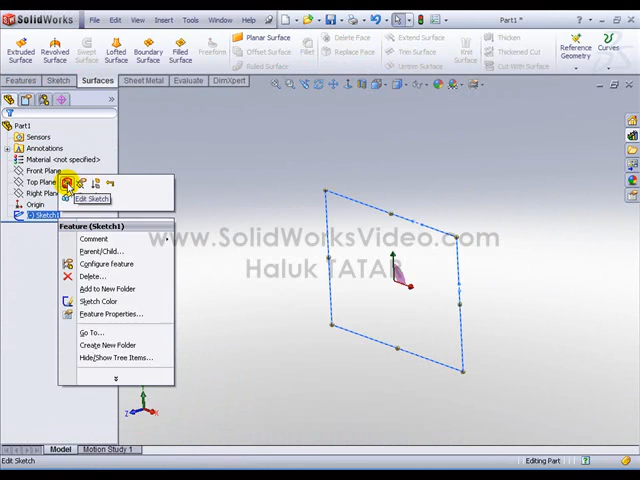 SolidWorks
File Edit View Insert Tools Window Help
Part1 *
Extruded Surface
Revolved Surface
Swept Surface
Lofted Surface
Boundary Surface
Filled Surface
Freeform
Planar Surface
Offset Surface
Ruled Surface
Fillet
Delete Face
Replace Face
Extend Surface
Trim Surface
Untrim Surface
Knit Surface
Thicken
Thickened Cut
Cut-With Surface
Reference Geometry
Curves
Features Sketch Surfaces Sheet Metal Evaluate DimXpert
Part1
Sensors
Annotations
Material <not specified>
Front Plane
Top Plane
Right Plane
Origin
(-) Sketch1
Edit Sketch
Feature (Sketch1)
Comment
Parent/Child...
Configure feature
Delete...
Add to New Folder
Sketch Color
Feature Properties...
Go To...
Create New Folder
Hide/Show Tree Items...
www.SolidWorksVideo.com
Haluk TATAR
Z
X
Model Motion Study 1
Edit Sketch
Editing Part